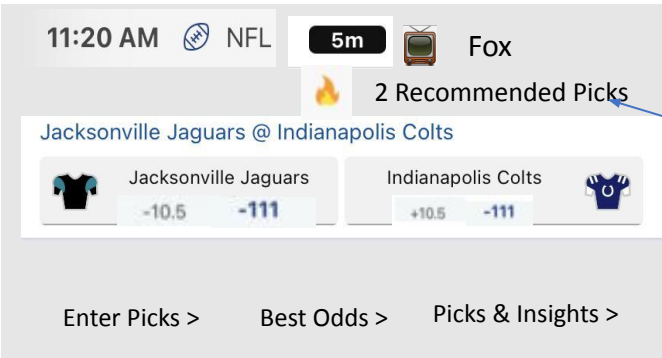 11:20 AM NFL 5m Fox
2 Recommended Picks
Jacksonville Jaguars @ Indianapolis Colts
Jacksonville Jaguars Indianapolis Colts
-10.5 -111 +10.5 -111
Enter Picks > Best Odds > Picks & Insights >